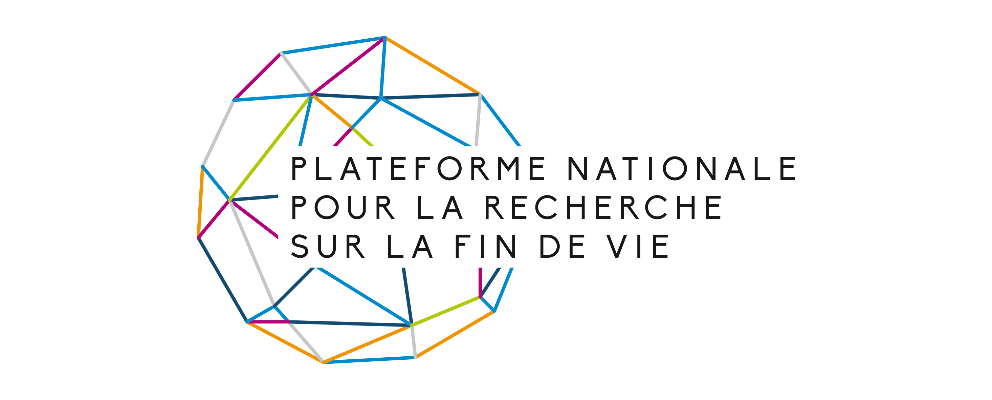 PLATEFORME NATIONALE
POUR LA RECHERCHE
SUR LA FIN DE VIE